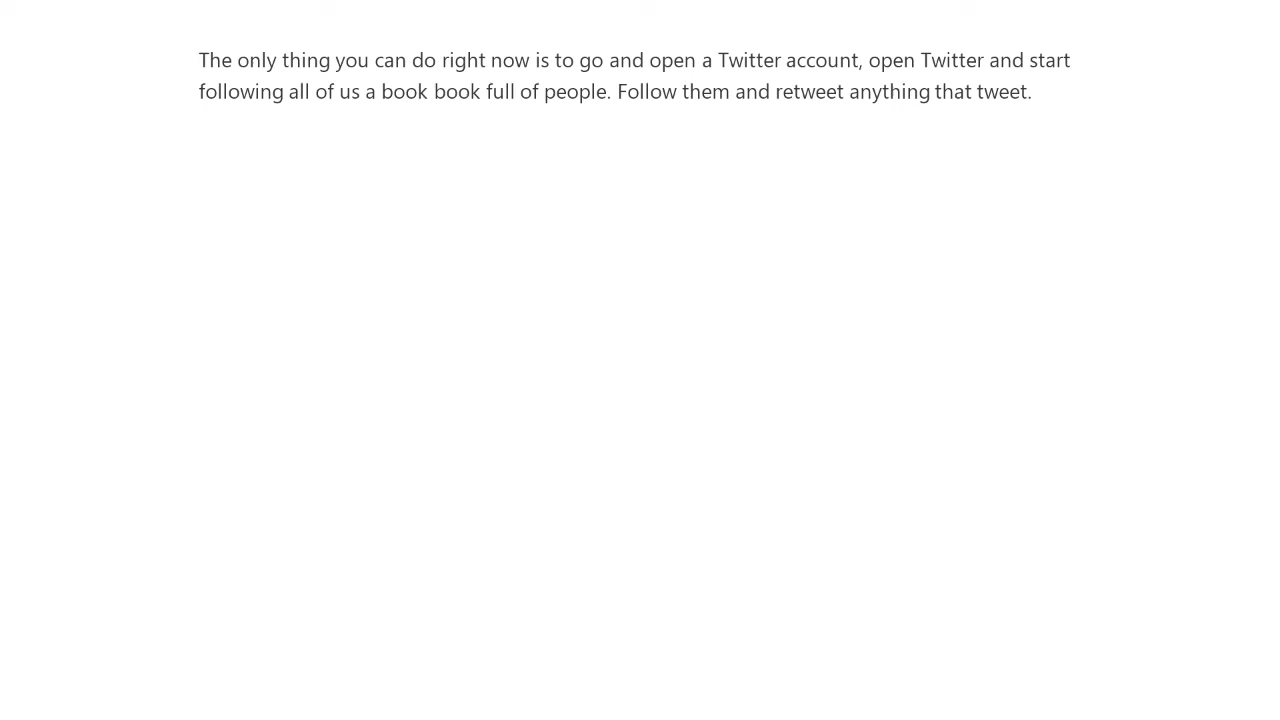 The only thing you can do right now is to go and open a Twitter account, open Twitter and start
following all of us a book book full of people. Follow them and retweet anything that tweet.